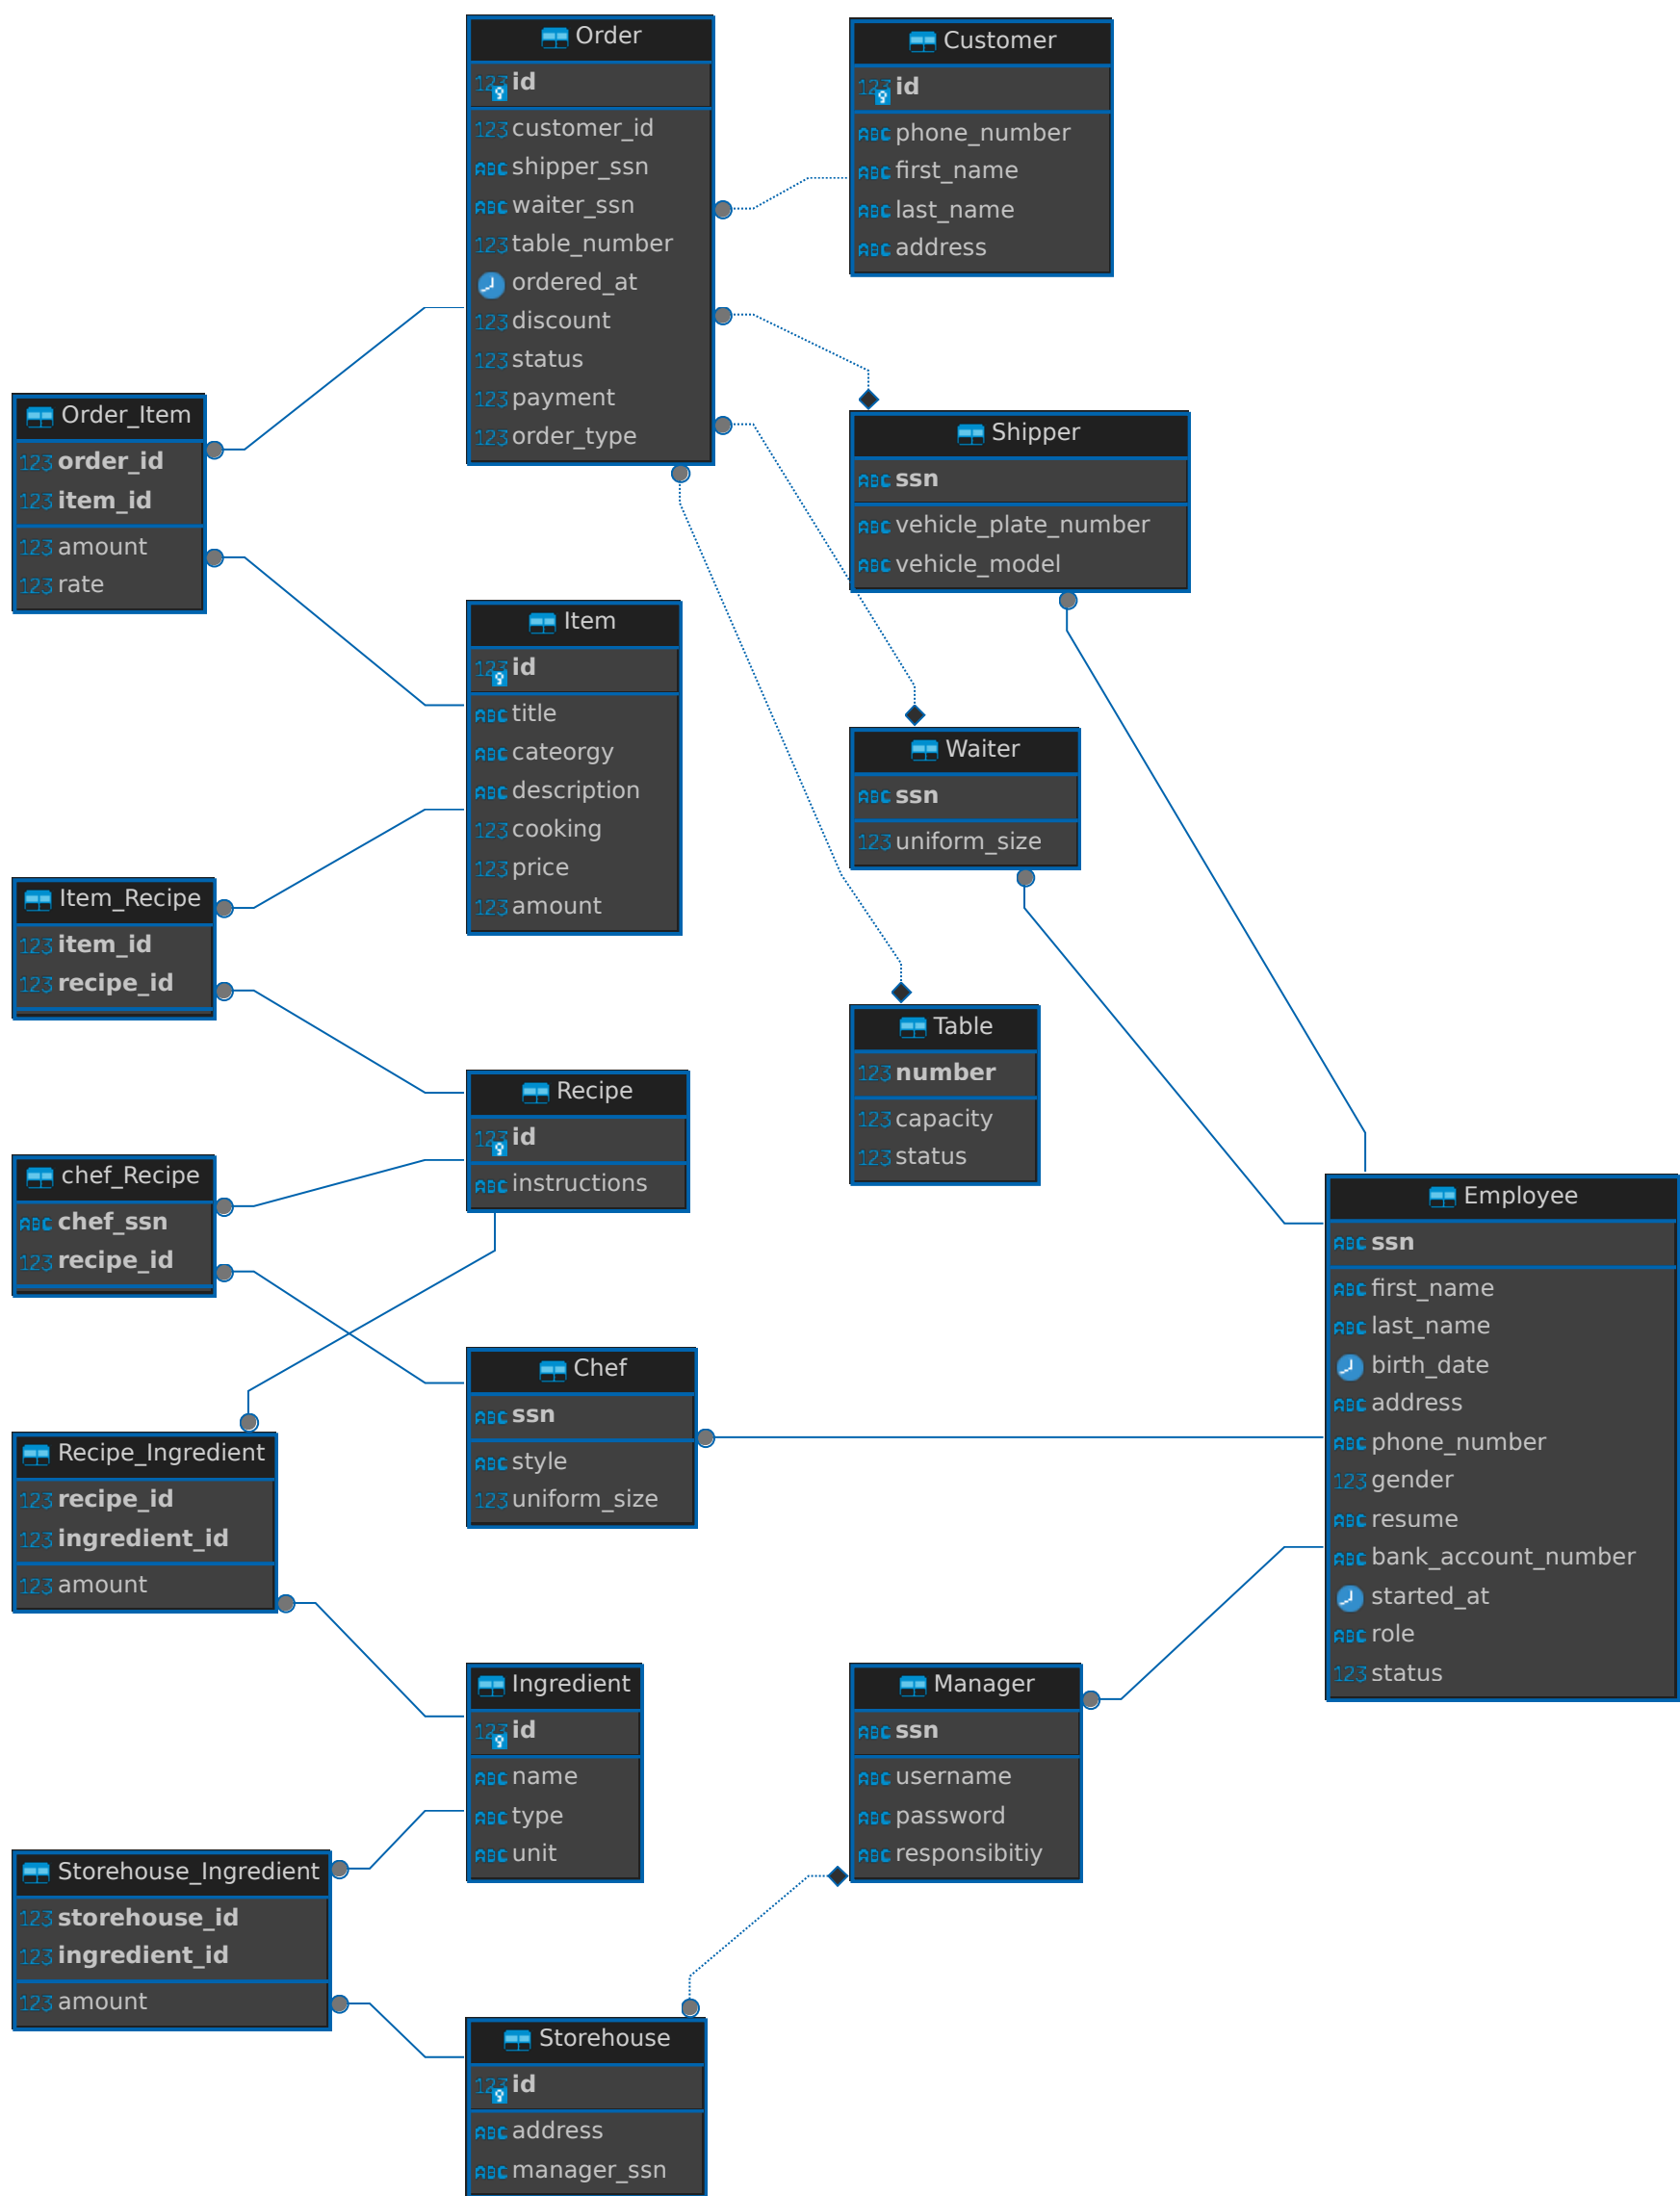 Order
id
customer_id
shipper_ssn
waiter_ssn
table_number
ordered_at
discount
status
payment
order_type
Customer
id
phone_number
first_name
last_name
address
Order_Item
order_id
item_id
amount
rate
Shipper
ssn
vehicle_plate_number
vehicle_model
Item
id
title
cateorgy
description
cooking
price
amount
Waiter
ssn
uniform_size
Item_Recipe
item_id
recipe_id
Table
number
capacity
status
Recipe
id
instructions
chef_Recipe
chef_ssn
recipe_id
Employee
ssn
first_name
last_name
birth_date
address
phone_number
gender
resume
bank_account_number
started_at
role
status
Chef
ssn
style
uniform_size
Recipe_Ingredient
recipe_id
ingredient_id
amount
Ingredient
id
name
type
unit
Manager
ssn
username
password
responsibitiy
Storehouse_Ingredient
storehouse_id
ingredient_id
amount
Storehouse
id
address
manager_ssn